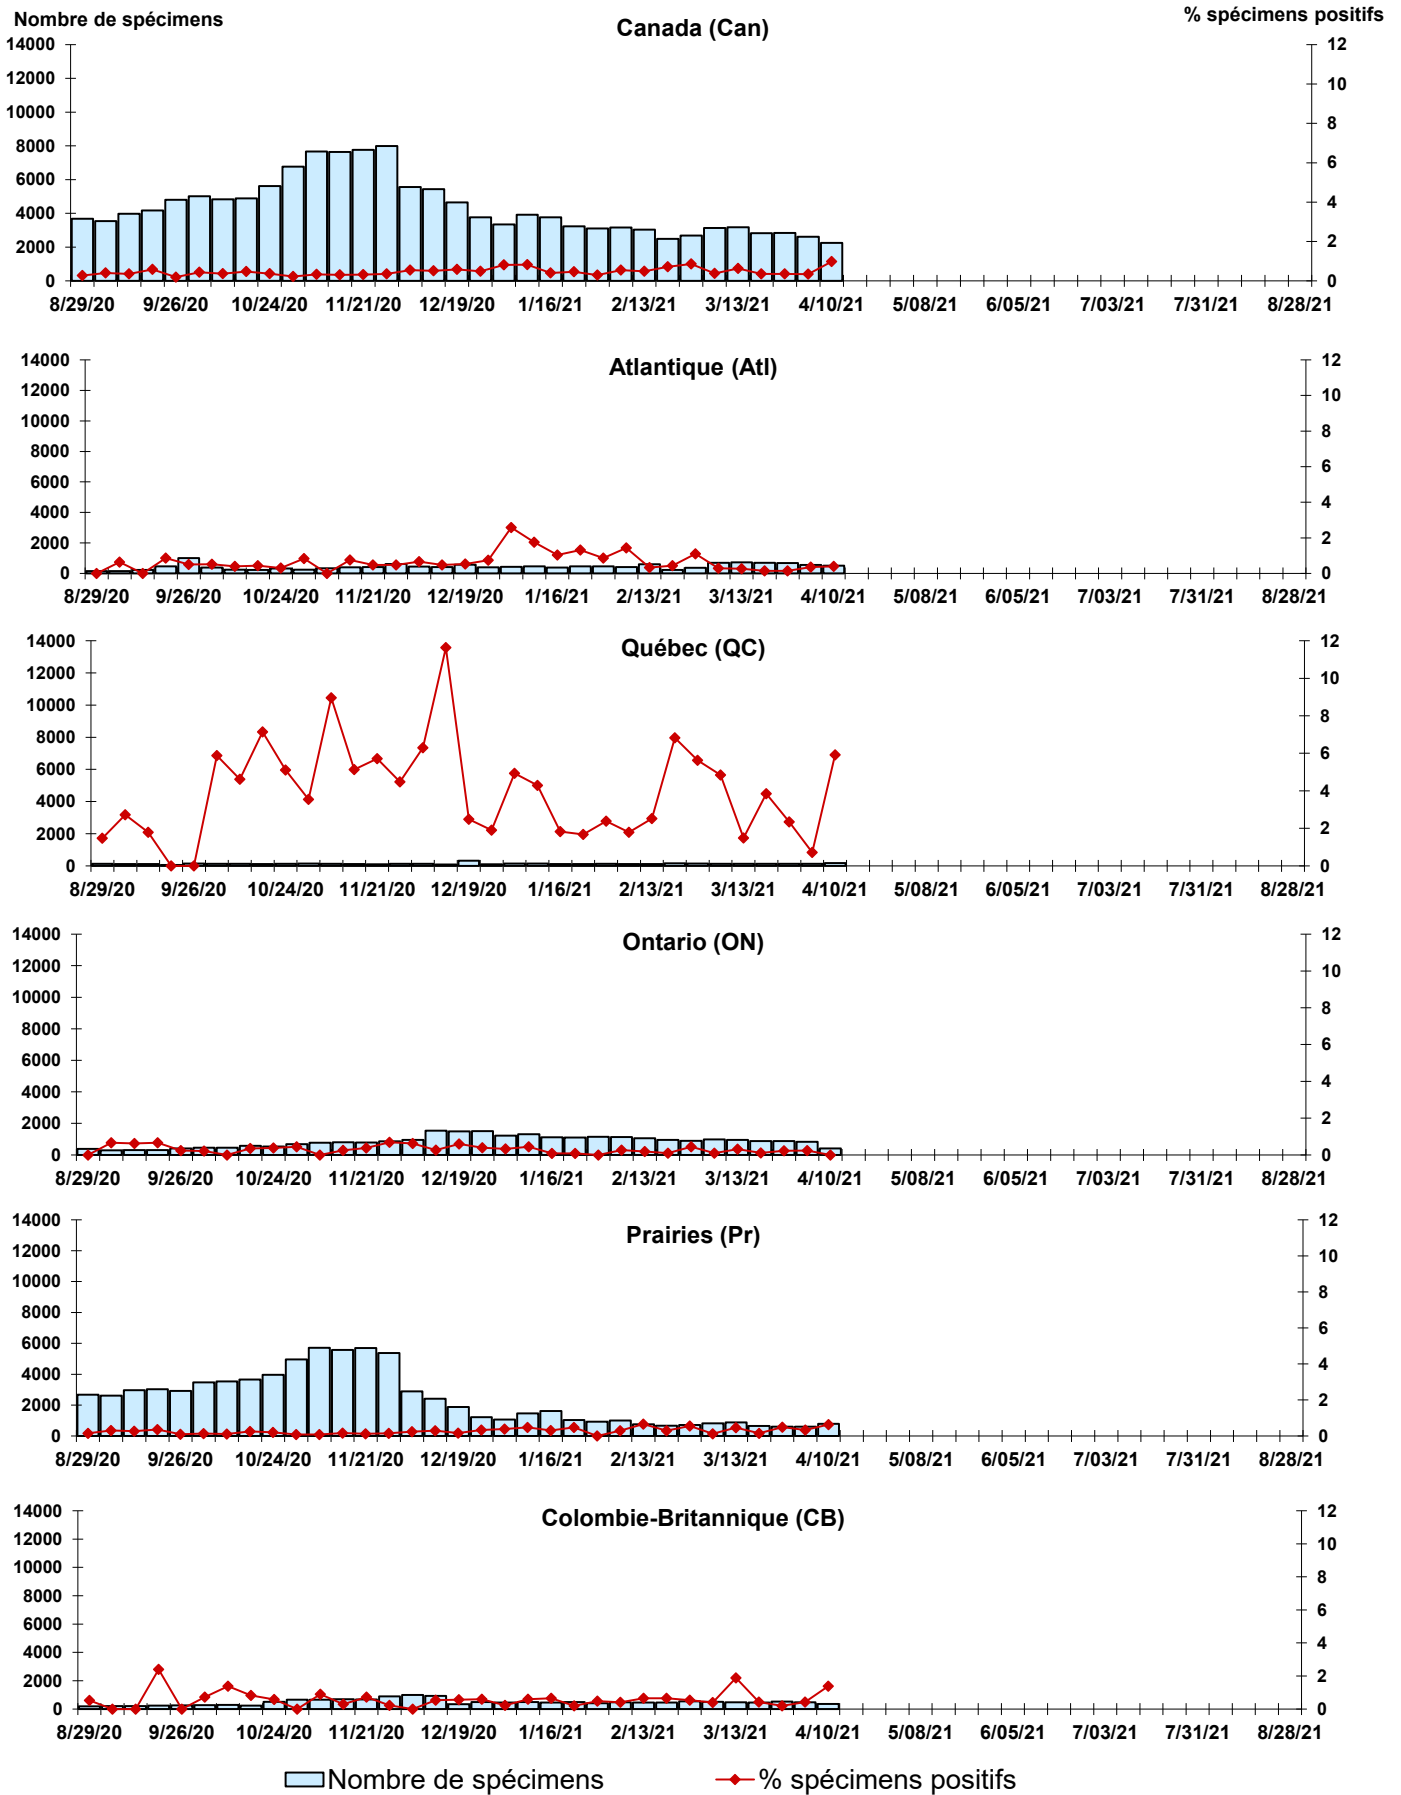 Nombre de spécimens
% spécimens positifs
Canada (Can)
14000 12000 10000 8000 6000 4000 2000 0
12 10 8 6 4 2 0
8/29/20 9/26/20 10/24/20 11/21/20 12/19/20 1/16/21 2/13/21 3/13/21 4/10/21 5/08/21 6/05/21 7/03/21 7/31/21 8/28/21
Atlantique (Atl)
14000 12000 10000 8000 6000 4000 2000 0
12 10 8 6 4 2 0
8/29/20 9/26/20 10/24/20 11/21/20 12/19/20 1/16/21 2/13/21 3/13/21 4/10/21 5/08/21 6/05/21 7/03/21 7/31/21 8/28/21
Québec (QC)
14000 12000 10000 8000 6000 4000 2000 0
12 10 8 6 4 2 0
8/29/20 9/26/20 10/24/20 11/21/20 12/19/20 1/16/21 2/13/21 3/13/21 4/10/21 5/08/21 6/05/21 7/03/21 7/31/21 8/28/21
Ontario (ON)
14000 12000 10000 8000 6000 4000 2000 0
12 10 8 6 4 2 0
8/29/20 9/26/20 10/24/20 11/21/20 12/19/20 1/16/21 2/13/21 3/13/21 4/10/21 5/08/21 6/05/21 7/03/21 7/31/21 8/28/21
Prairies (Pr)
14000 12000 10000 8000 6000 4000 2000 0
12 10 8 6 4 2 0
8/29/20 9/26/20 10/24/20 11/21/20 12/19/20 1/16/21 2/13/21 3/13/21 4/10/21 5/08/21 6/05/21 7/03/21 7/31/21 8/28/21
Colombie-Britannique (CB)
14000 12000 10000 8000 6000 4000 2000 0
12 10 8 6 4 2 0
8/29/20 9/26/20 10/24/20 11/21/20 12/19/20 1/16/21 2/13/21 3/13/21 4/10/21 5/08/21 6/05/21 7/03/21 7/31/21 8/28/21
Nombre de spécimens % spécimens positifs